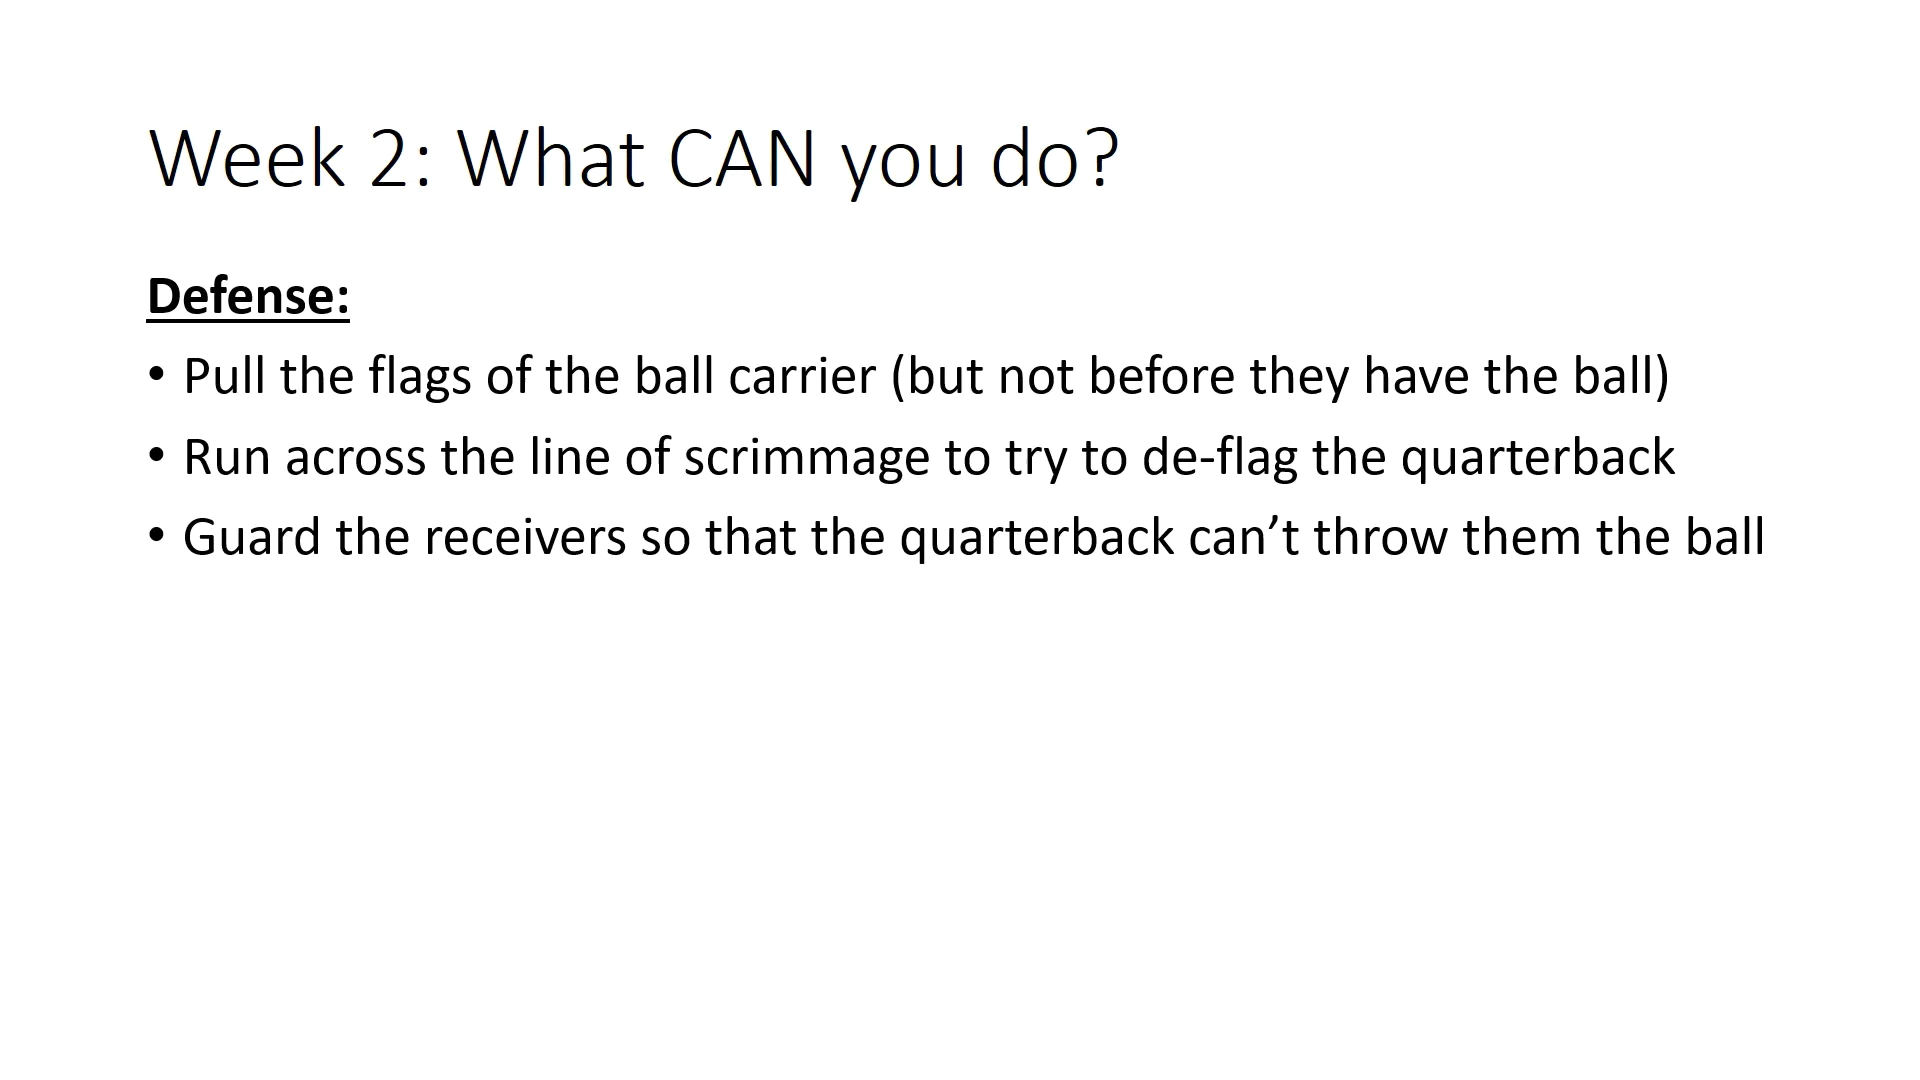 Week 2: What CAN you do?
Defense:
• Pull the flags of the ball carrier (but not before they have the ball)
• Run across the line of scrimmage to try to de-flag the quarterback
• Guard the receivers so that the quarterback can’t throw them the ball